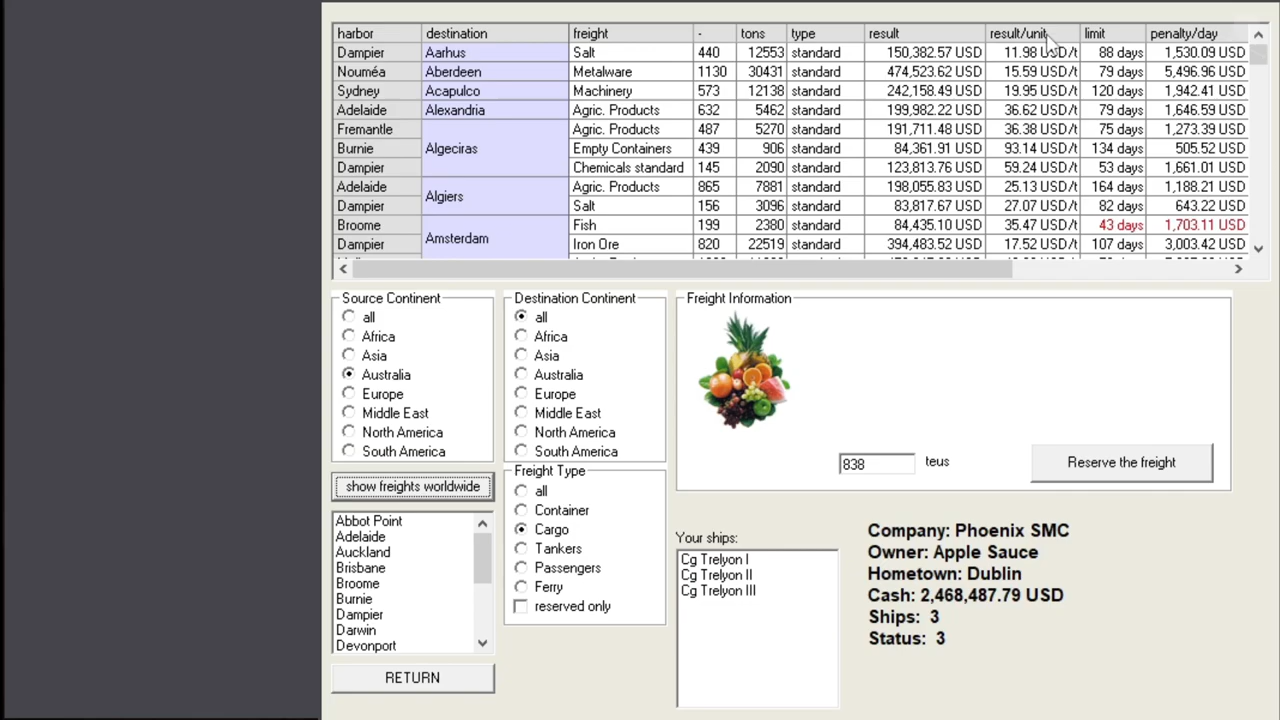 harbor destination freight - tons type result result/unit limit penalty/day
Dampier Aarhus Salt 440 12553 standard 150,382.57 USD 11.98 USD/t 88 days 1,530.09 USD
Nouméa Aberdeen Metalware 1130 30431 standard 474,523.62 USD 15.59 USD/t 79 days 5,496.96 USD
Sydney Acapulco Machinery 573 12138 standard 242,158.49 USD 19.95 USD/t 120 days 1,942.41 USD
Adelaide Alexandria Agric. Products 632 5462 standard 199,982.22 USD 36.62 USD/t 79 days 1,646.59 USD
Fremantle Agric. Products 487 5270 standard 191,711.48 USD 36.38 USD/t 75 days 1,273.39 USD
Burnie Algeciras Empty Containers 439 906 standard 84,361.91 USD 93.14 USD/t 134 days 505.52 USD
Dampier Chemicals standard 145 2090 standard 123,813.76 USD 59.24 USD/t 53 days 1,661.01 USD
Adelaide Agric. Products 865 7881 standard 198,055.83 USD 25.13 USD/t 164 days 1,188.21 USD
Algiers
Dampier Salt 156 3096 standard 83,817.67 USD 27.07 USD/t 82 days 643.22 USD
Broome Fish 199 2380 standard 84,435.10 USD 35.47 USD/t 43 days 1,703.11 USD
Amsterdam
Dampier Iron Ore 820 22519 standard 394,483.52 USD 17.52 USD/t 107 days 3,003.42 USD
Source Continent
all
Africa
Asia
Australia
Europe
Middle East
North America
South America
show freights worldwide
Abbot Point
Adelaide
Auckland
Brisbane
Broome
Burnie
Dampier
Darwin
Devonport
RETURN
Destination Continent
all
Africa
Asia
Australia
Europe
Middle East
North America
South America
Freight Type
all
Container
Cargo
Tankers
Passengers
Ferry
reserved only
Freight Information
838 teus
Reserve the freight
Your ships:
Cg Trelyon I
Cg Trelyon II
Cg Trelyon III
Company: Phoenix SMC
Owner: Apple Sauce
Hometown: Dublin
Cash: 2,468,487.79 USD
Ships: 3
Status: 3